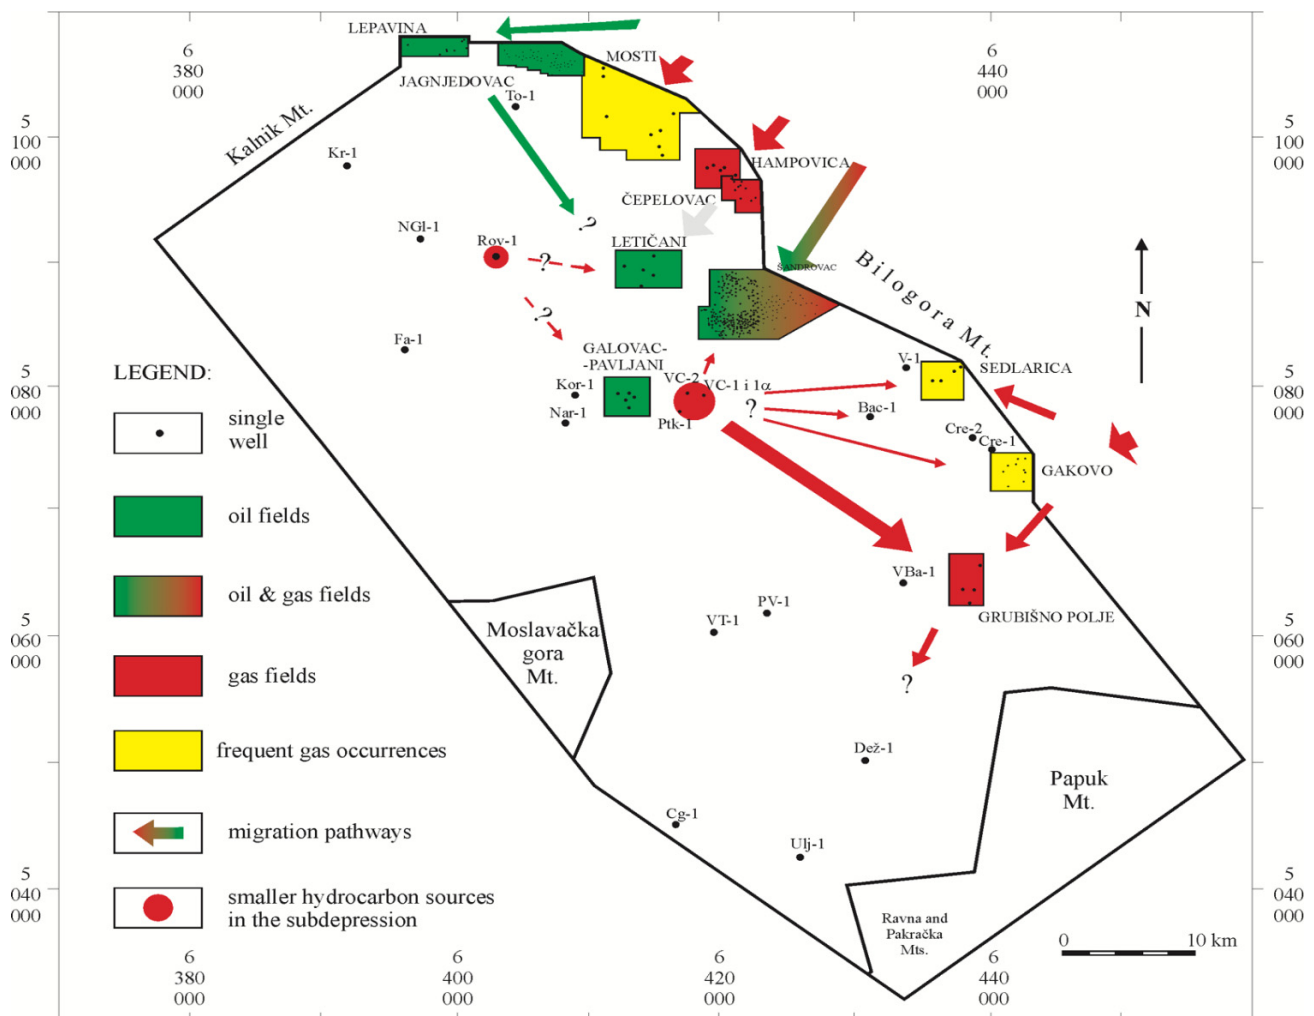 LEPAVINA
6
380
000
6
440
000
MOSTI
JAGNJEDOVAC
To-1
Kalnik Mt.
5
100
000
5
100
000
Kr-1
HAMPOVICA
ČEPELOVAC
NGl-1
?
Rov-1
LETIČANI
?
ŠANDROVAC
Bilogora Mt.
N
?
Fa-1
GALOVAC-
-PAVLJANI
V-1
SEDLARICA
LEGEND:
5
080
000
5
080
000
Kor-1
VC-2
VC-1 i 1α
Nar-1
Ptk-1
?
Bac-1
Cre-2
Cre-1
single
well
GAKOVO
oil fields
VBa-1
oil & gas fields
PV-1
VT-1
GRUBIŠNO POLJE
5
060
000
5
060
000
Moslavačka
gora
Mt.
?
gas fields
frequent gas occurrences
Dež-1
Papuk
Mt.
migration pathways
Cg-1
Ulj-1
5
040
000
5
040
000
smaller hydrocarbon sources
in the subdepression
Ravna and
Pakračka
Mts.
0
10 km
6
380
000
6
400
000
6
420
000
6
440
000